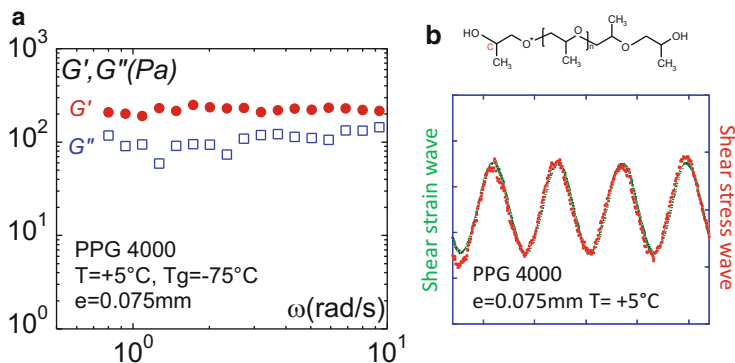 a
G',G"(Pa)
10³
10²
10¹
10⁰
G'
G"
PPG 4000
T=+5°C, Tg=-75°C
e=0.075mm
ω(rad/s)
10⁰
10¹
b
HO
C
CH₃
O*
O
CH₃
n
CH₃
O
OH
CH₃
Shear strain wave
Shear stress wave
PPG 4000
e=0.075mm T= +5°C